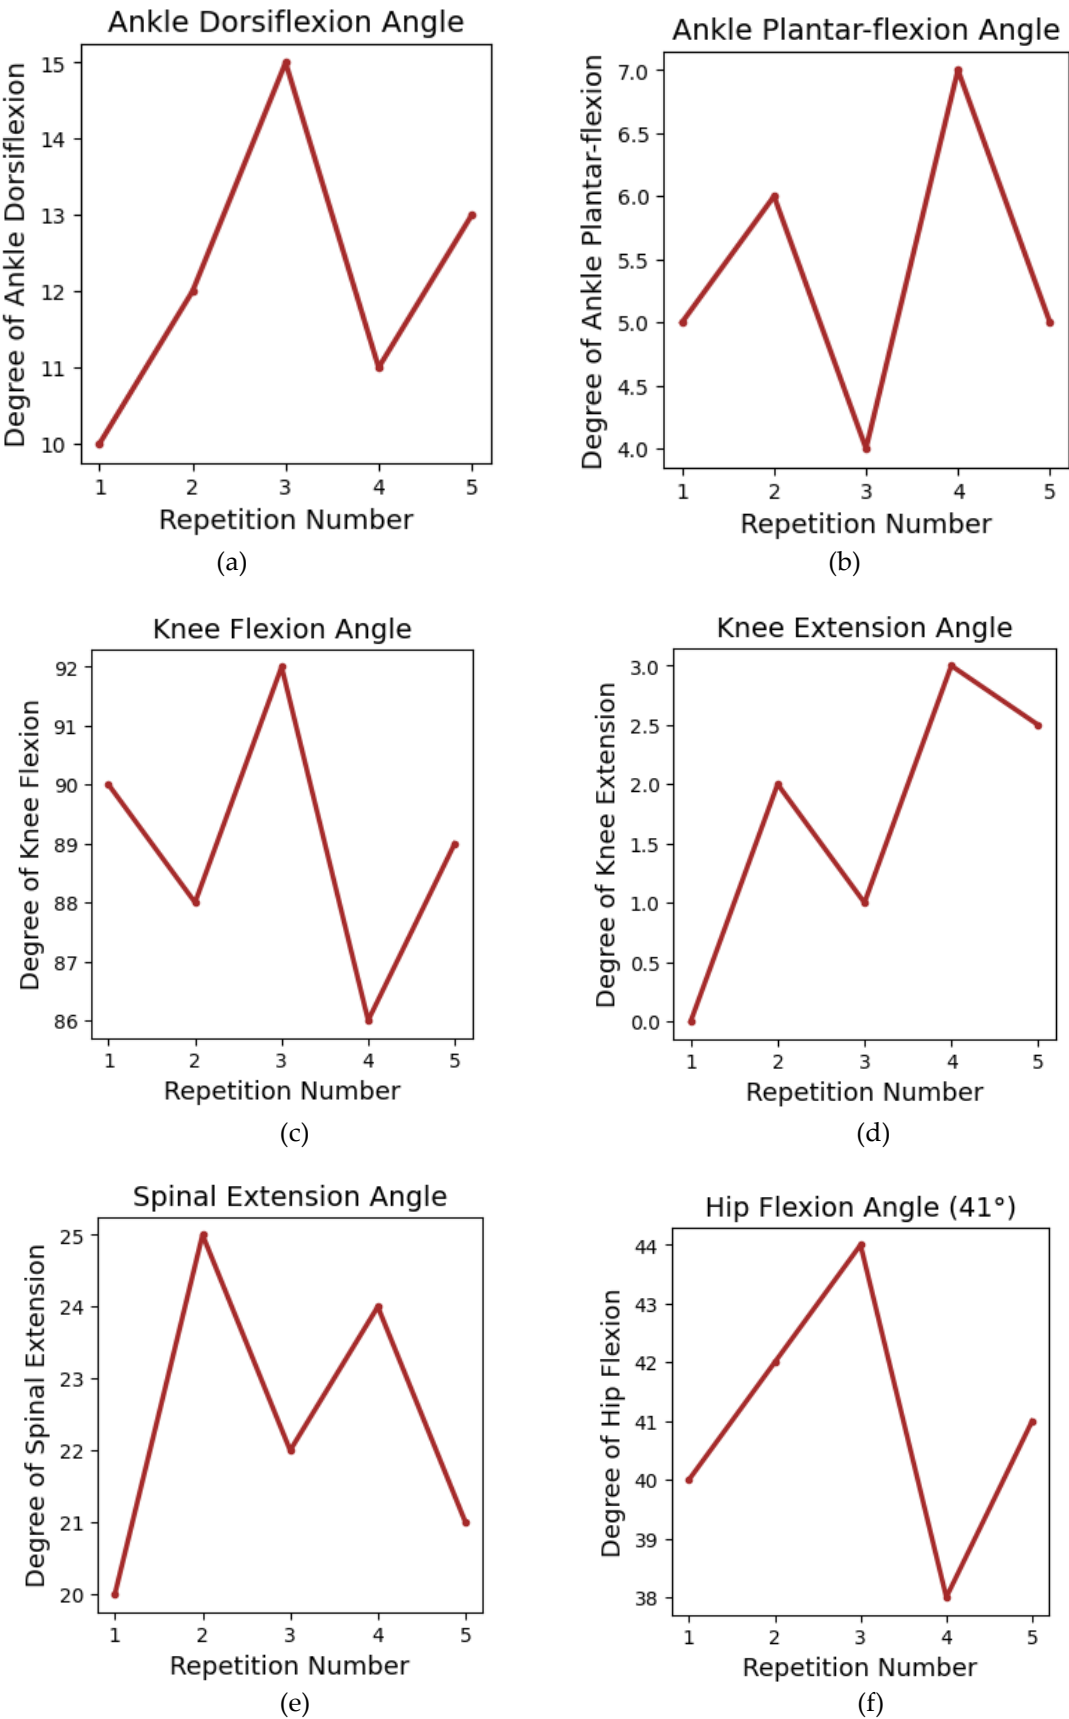 Ankle Dorsiflexion Angle
Degree of Ankle Dorsiflexion
15
14
13
12
11
10
1 2 3 4 5
Repetition Number
(a)
Ankle Plantar-flexion Angle
Degree of Ankle Plantar-flexion
7.0
6.5
6.0
5.5
5.0
4.5
4.0
1 2 3 4 5
Repetition Number
(b)
Knee Flexion Angle
Degree of Knee Flexion
92
91
90
89
88
87
86
1 2 3 4 5
Repetition Number
(c)
Knee Extension Angle
Degree of Knee Extension
3.0
2.5
2.0
1.5
1.0
0.5
0.0
1 2 3 4 5
Repetition Number
(d)
Spinal Extension Angle
Degree of Spinal Extension
25
24
23
22
21
20
1 2 3 4 5
Repetition Number
(e)
Hip Flexion Angle (41°)
Degree of Hip Flexion
44
43
42
41
40
39
38
1 2 3 4 5
Repetition Number
(f)